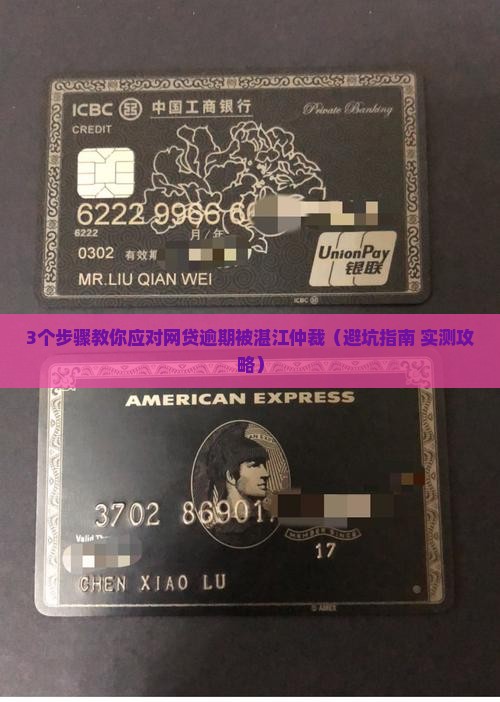 ICBC 中国工商银行
Private Banking
CREDIT
6222 9966 6
6222
月/年
0302 有效期
UnionPay
银联
MR.LIU QIAN WEI
ICBC
3个步骤教你应对网贷逾期被湛江仲裁（避坑指南 实测攻
略）
AMERICAN EXPRESS
3702 86901
MEMBER SINCE
Valid
17
CHEN XIAO LU
© AMEX